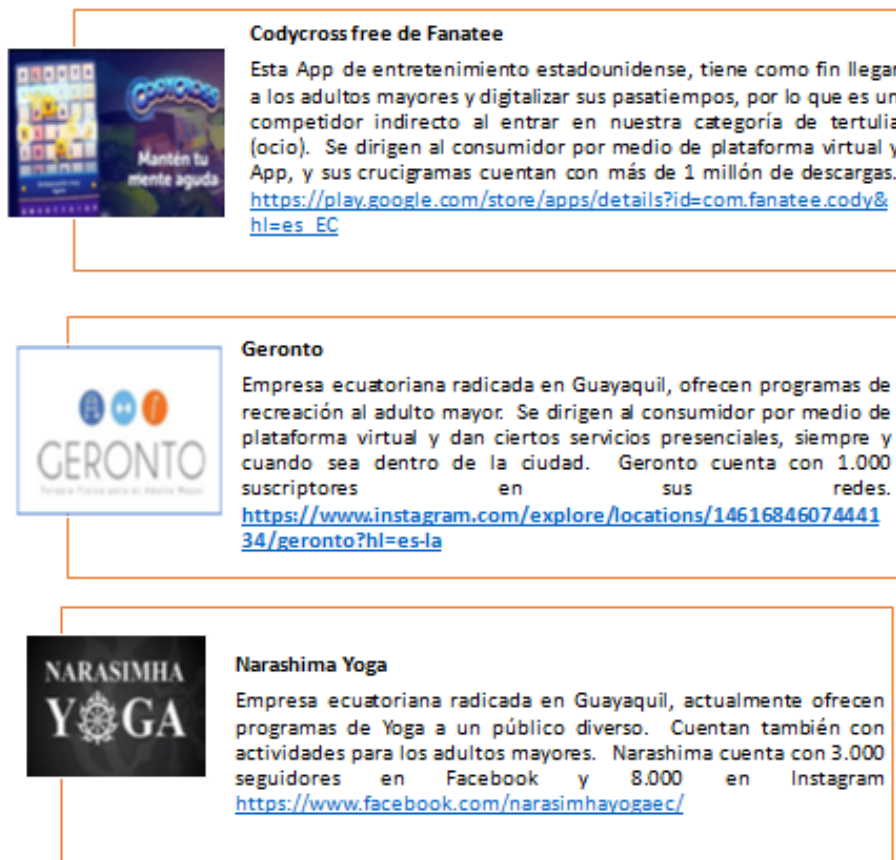 Codycross free de Fanatee
Esta App de entretenimiento estadounidense, tiene como fin llegar
a los adultos mayores y digitalizar sus pasatiempos, por lo que es un
competidor indirecto al entrar en nuestra categoría de tertulia
(ocio). Se dirigen al consumidor por medio de plataforma virtual y
App, y sus crucigramas cuentan con más de 1 millón de descargas.
https://play.google.com/store/apps/details?id=com.fanatee.cody&
hl=es_EC
CODYCROSS
Mantén tu
mente aguda
Geronto
Empresa ecuatoriana radicada en Guayaquil, ofrecen programas de
recreación al adulto mayor. Se dirigen al consumidor por medio de
plataforma virtual y dan ciertos servicios presenciales, siempre y
cuando sea dentro de la ciudad. Geronto cuenta con 1.000
suscriptores en sus redes.
https://www.instagram.com/explore/locations/14616846074441
34/geronto?hl=es-la
GERONTO
Terapia Física para el Adulto Mayor
Narashima Yoga
Empresa ecuatoriana radicada en Guayaquil, actualmente ofrecen
programas de Yoga a un público diverso. Cuentan también con
actividades para los adultos mayores. Narashima cuenta con 3.000
seguidores en Facebook y 8.000 en Instagram
https://www.facebook.com/narasimhayogaec/
NARASIMHA
YOGA